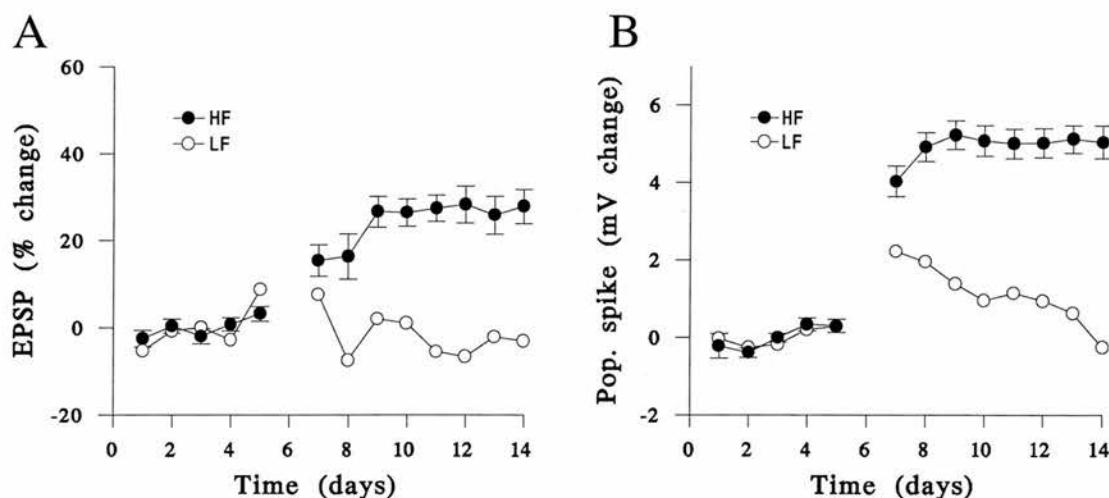 A
EPSP (% change)
60
40
20
0
-20
HF
LF
0 2 4 6 8 10 12 14
Time (days)
B
Pop. spike (mV change)
6
4
2
0
-2
HF
LF
0 2 4 6 8 10 12 14
Time (days)